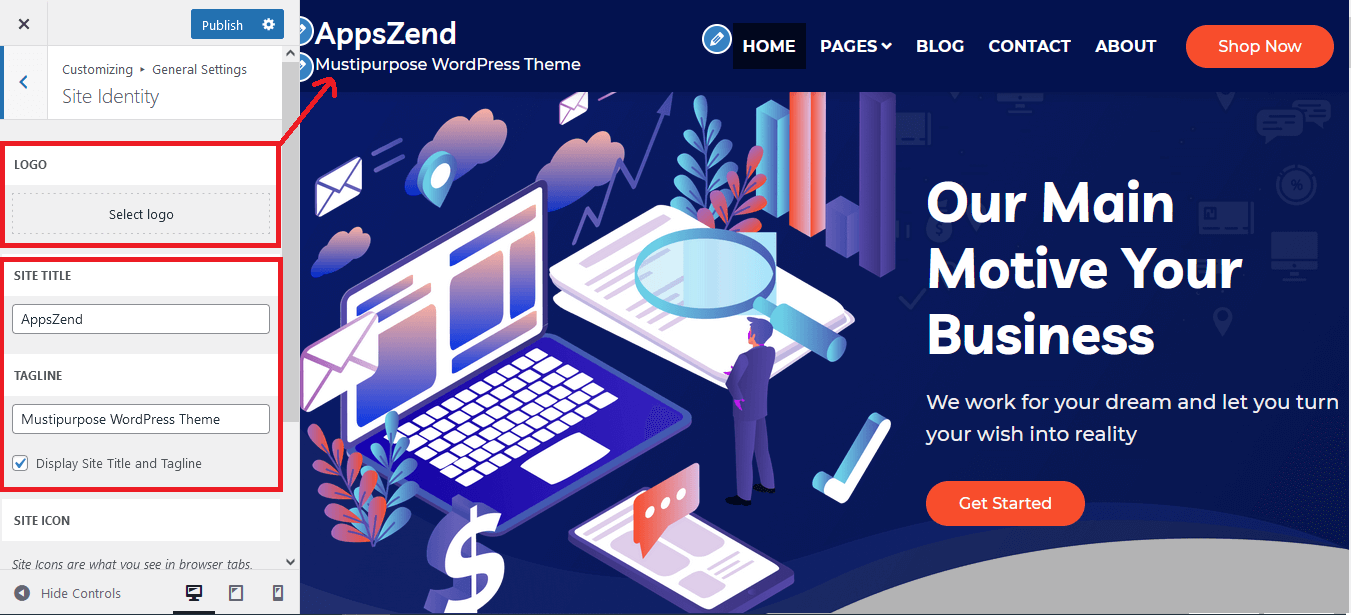 Publish
Customizing ▸ General Settings
Site Identity
LOGO
Select logo
SITE TITLE
AppsZend
TAGLINE
Mustipurpose WordPress Theme
Display Site Title and Tagline
SITE ICON
Site Icons are what you see in browser tabs,
Hide Controls
AppsZend
Mustipurpose WordPress Theme
HOME PAGES BLOG CONTACT ABOUT Shop Now
Our Main
Motive Your
Business
We work for your dream and let you turn
your wish into reality
Get Started
$
%
$